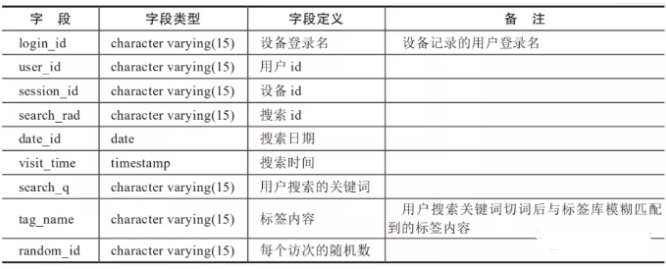 字 段 字段类型 字段定义 备 注
login_id character varying(15) 设备登录名 设备记录的用户登录名
user_id character varying(15) 用户 id
session_id character varying(15) 设备 id
search_rad character varying(15) 搜索 id
date_id date 搜索日期
visit_time timestamp 搜索时间
search_q character varying(15) 用户搜索的关键词
tag_name character varying(15) 标签内容 用户搜索关键词切词后与标签库模糊匹配
到的标签内容
random_id character varying(15) 每个访次的随机数